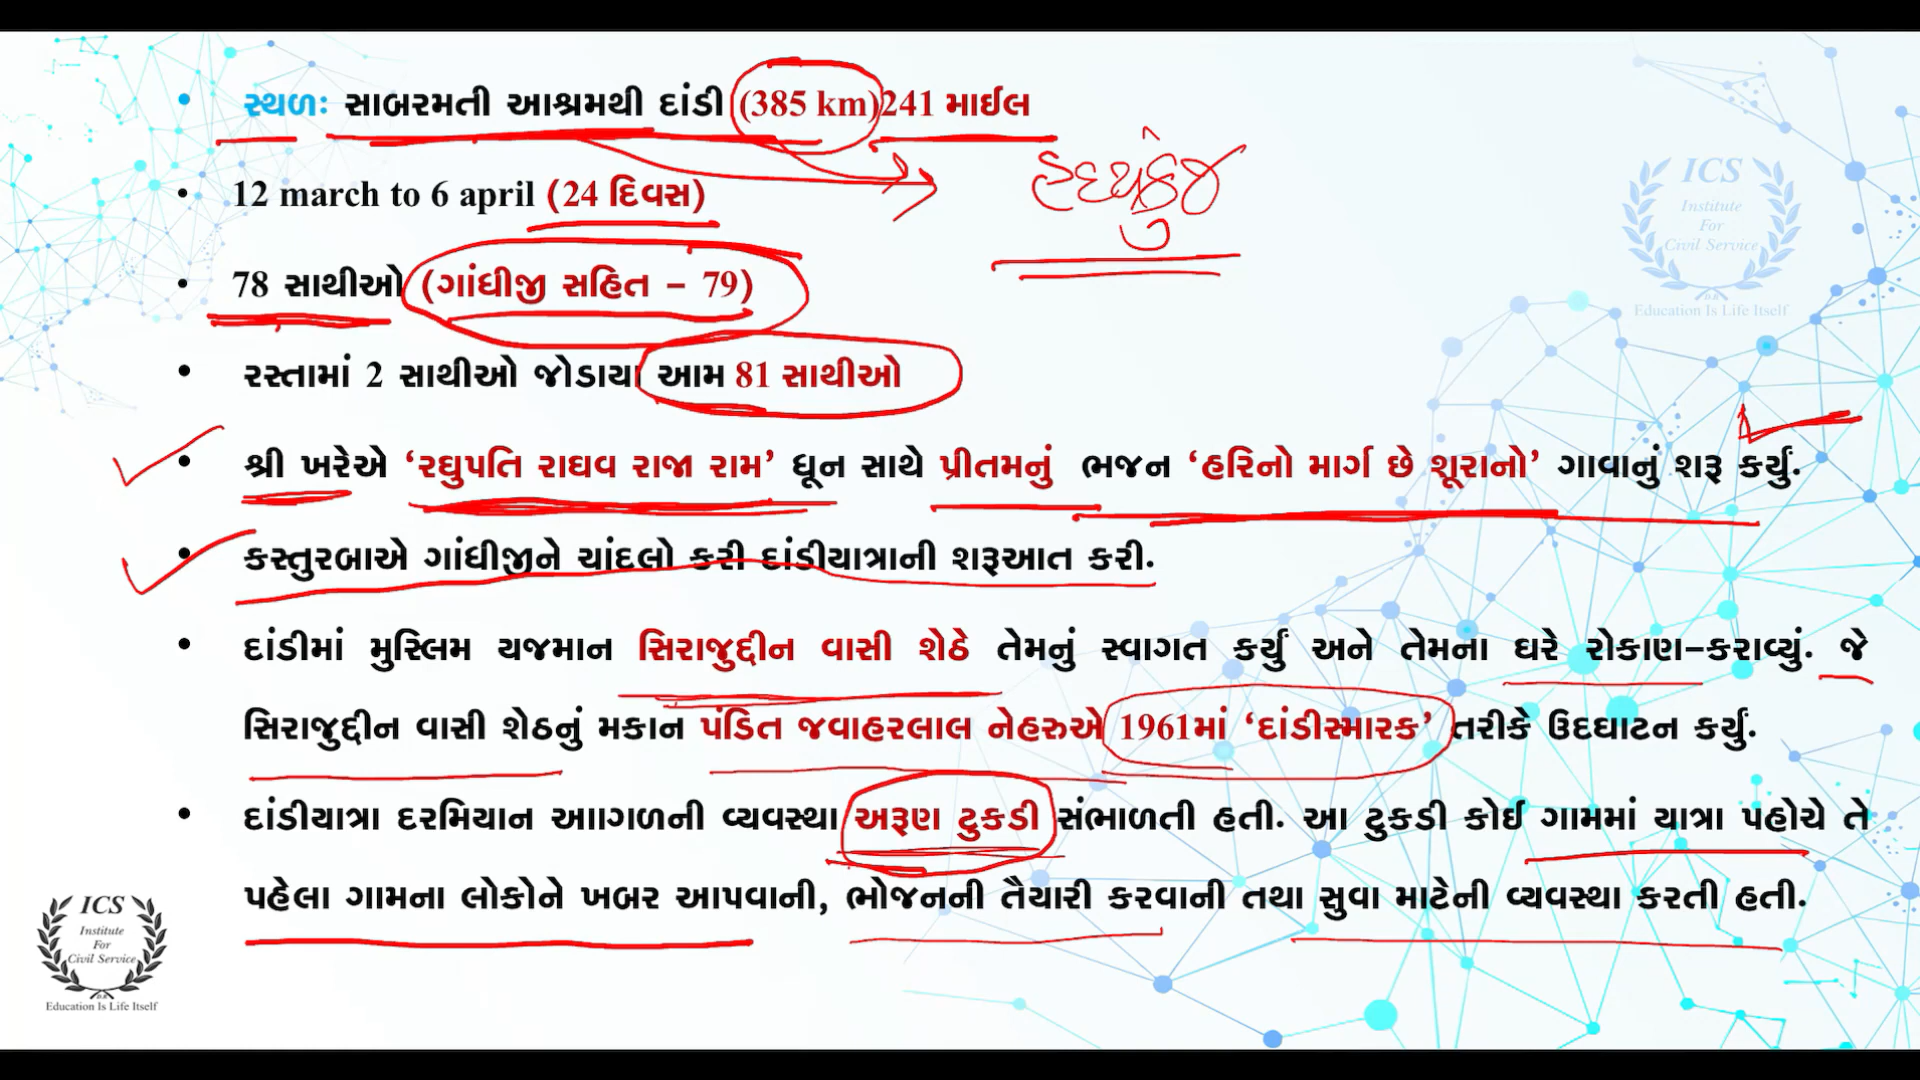 • સ્થળઃ સાબરમતી આશ્રમથી દાંડી (385 km)241 માઈલ
હૃદયકુંજ
ICS
Institute
For
Civil Service
Education Is Life Itself
• 12 march to 6 april (24 દિવસ)
• 78 સાથીઓ (ગાંધીજી સહિત – 79)
• રસ્તામાં 2 સાથીઓ જોડાયા આમ 81 સાથીઓ
• શ્રી ખરેએ ‘રઘુપતિ રાઘવ રાજા રામ’ ધૂન સાથે પ્રીતમનું ભજન ‘હરિનો માર્ગ છે શૂરાનો’ ગાવાનું શરૂ કર્યું.
• કસ્તુરબાએ ગાંધીજીને ચાંદલો કરી દાંડીયાત્રાની શરૂઆત કરી.
• દાંડીમાં મુસ્લિમ યજમાન સિરાજુદ્દીન વાસી શેઠે તેમનું સ્વાગત કર્યું અને તેમના ઘરે રોકાણ-કરાવ્યું. જે
સિરાજુદ્દીન વાસી શેઠનું મકાન પંડિત જવાહરલાલ નેહરુએ 1961માં ‘દાંડીસ્મારક’ તરીકે ઉદઘાટન કર્યું.
• દાંડીયાત્રા દરમિયાન આાગળની વ્યવસ્થા અરૂણ ટુકડી સંભાળતી હતી. આ ટુકડી કોઈ ગામમાં યાત્રા પહોચે તે
પહેલા ગામના લોકોને ખબર આપવાની, ભોજનની તૈયારી કરવાની તથા સુવા માટેની વ્યવસ્થા કરતી હતી.
ICS
Institute
For
Civil Service
Education Is Life Itself